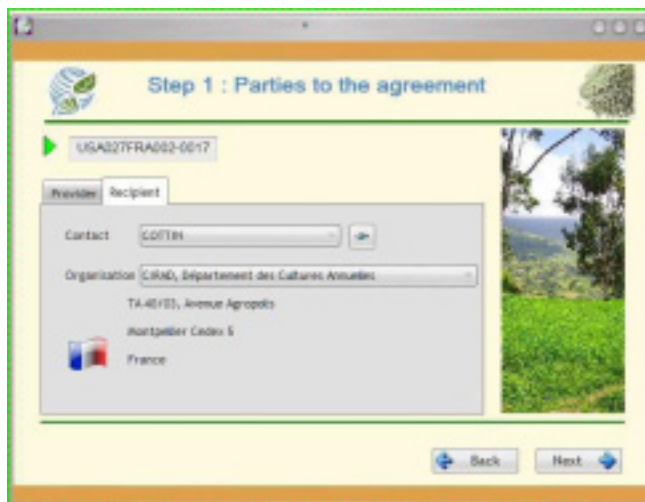 Step 1 : Parties to the agreement
USA027FRA002-0017
Provider Recipient
Contact COTTIN
Organisation CIRAD, Département des Cultures Annuelles
TA 40/03, Avenue Agropolis
Montpellier Cedex 5
France
Back Next